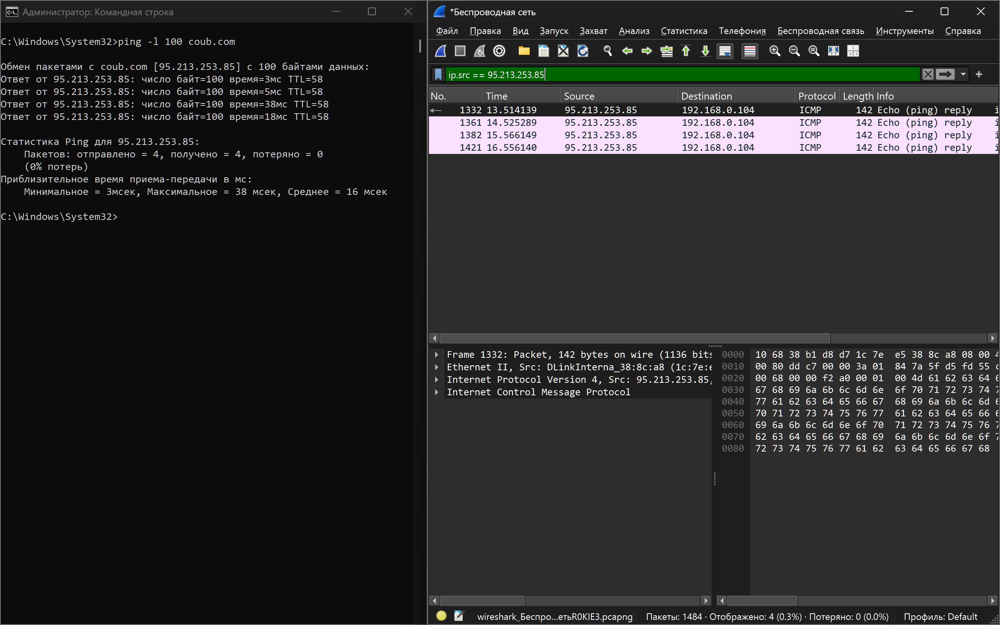 Администратор: Командная строка
C:\Windows\System32>ping -l 100 coub.com
Обмен пакетами с coub.com [95.213.253.85] с 100 байтами данных:
Ответ от 95.213.253.85: число байт=100 время=3мс TTL=58
Ответ от 95.213.253.85: число байт=100 время=5мс TTL=58
Ответ от 95.213.253.85: число байт=100 время=38мс TTL=58
Ответ от 95.213.253.85: число байт=100 время=18мс TTL=58
Статистика Ping для 95.213.253.85:
Пакетов: отправлено = 4, получено = 4, потеряно = 0
(0% потерь)
Приблизительное время приема-передачи в мс:
Минимальное = 3мсек, Максимальное = 38 мсек, Среднее = 16 мсек
C:\Windows\System32>
*Беспроводная сеть
Файл Правка Вид Запуск Захват Анализ Статистика Телефония Беспроводная связь Инструменты Справка
ip.src == 95.213.253.85
No. Time Source Destination Protocol Length Info
1332 13.514139 95.213.253.85 192.168.0.104 ICMP 142 Echo (ping) reply i
1361 14.525289 95.213.253.85 192.168.0.104 ICMP 142 Echo (ping) reply i
1382 15.566149 95.213.253.85 192.168.0.104 ICMP 142 Echo (ping) reply i
1421 16.556140 95.213.253.85 192.168.0.104 ICMP 142 Echo (ping) reply i
Frame 1332: Packet, 142 bytes on wire (1136 bits
Ethernet II, Src: DLinkInterna_38:8c:a8 (1c:7e:e
Internet Protocol Version 4, Src: 95.213.253.85,
Internet Control Message Protocol
0000 10 68 38 b1 d8 d7 1c 7e e5 38 8c a8 08 00
0010 00 80 dd c7 00 00 3a 01 84 7a 5f d5 fd 55
0020 00 68 00 00 f2 a0 00 01 00 4d 61 62 63 64
0030 67 68 69 6a 6b 6c 6d 6e 6f 70 71 72 73 74
0040 77 61 62 63 64 65 66 67 68 69 6a 6b 6c 6d
0050 70 71 72 73 74 75 76 77 61 62 63 64 65 66
0060 69 6a 6b 6c 6d 6e 6f 70 71 72 73 74 75 76
0070 62 63 64 65 66 67 68 69 6a 6b 6c 6d 6e 6f
0080 72 73 74 75 76 77 61 62 63 64 65 66 67 68
wireshark_Беспро...етьR0KIE3.pcapng Пакеты: 1484 · Отображено: 4 (0.3%) · Потеряно: 0 (0.0%) Профиль: Default